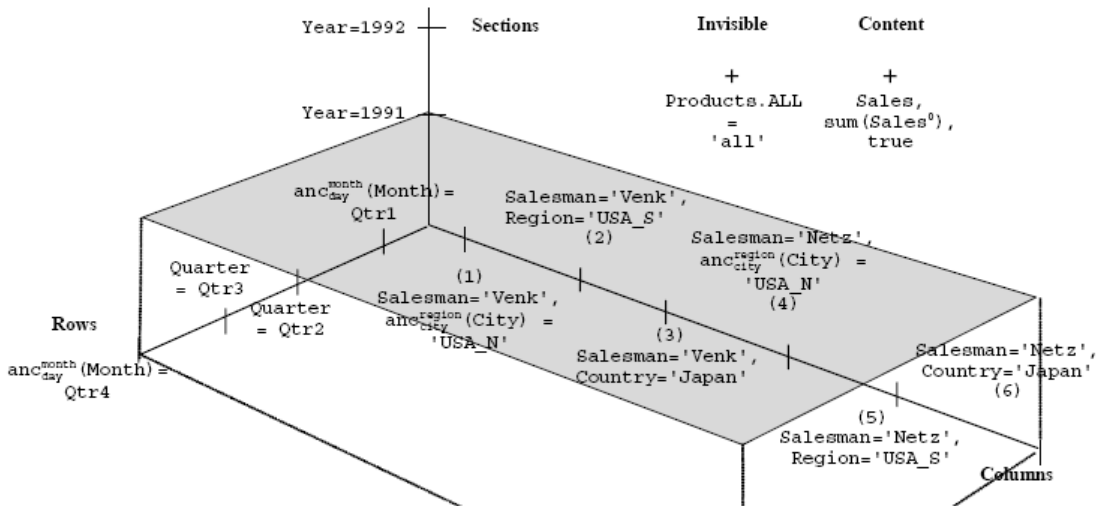 Year=1992
Sections
Invisible
Content
+
+
Products.ALL
=
'all'
Sales,
sum(Sales⁰),
true
Year=1991
anc^month_day(Month)=
Qtr1
Salesman='Venk',
Region='USA_S'
(2)
Salesman='Netz',
anc^region_city(City) =
'USA_N'
(4)
Quarter
= Qtr3
Quarter
= Qtr2
(1)
Salesman='Venk',
anc^region_city(City) =
'USA_N'
Rows
anc^month_day(Month)=
Qtr4
(3)
Salesman='Venk',
Country='Japan'
Salesman='Netz',
Country='Japan'
(6)
(5)
Salesman='Netz',
Region='USA_S'
Columns